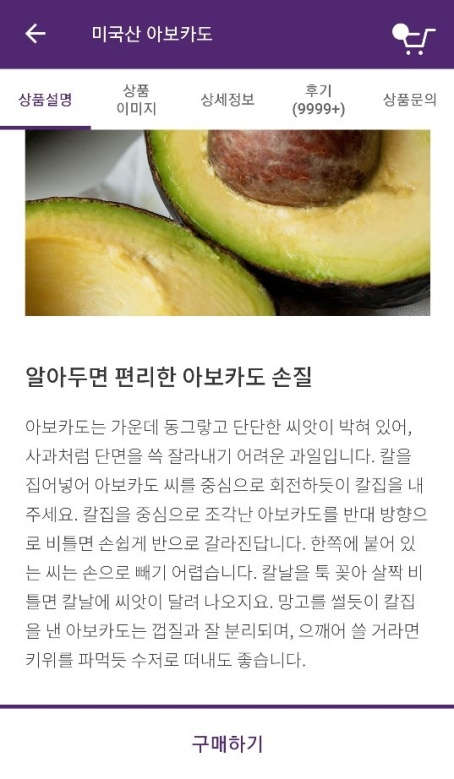 미국산 아보카도
상품설명
상품
이미지
상세정보
후기
(9999+)
상품문의
알아두면 편리한 아보카도 손질
아보카도는 가운데 동그랗고 단단한 씨앗이 박혀 있어,
사과처럼 단면을 쓱 잘라내기 어려운 과일입니다. 칼을
집어넣어 아보카도 씨를 중심으로 회전하듯이 칼집을 내
주세요. 칼집을 중심으로 조각난 아보카도를 반대 방향으
로 비틀면 손쉽게 반으로 갈라진답니다. 한쪽에 붙어 있
는 씨는 손으로 빼기 어렵습니다. 칼날을 툭 꽂아 살짝 비
틀면 칼날에 씨앗이 달려 나오지요. 망고를 썰듯이 칼집
을 낸 아보카도는 껍질과 잘 분리되며, 으깨어 쓸 거라면
키위를 파먹듯 수저로 떠내도 좋습니다.
구매하기